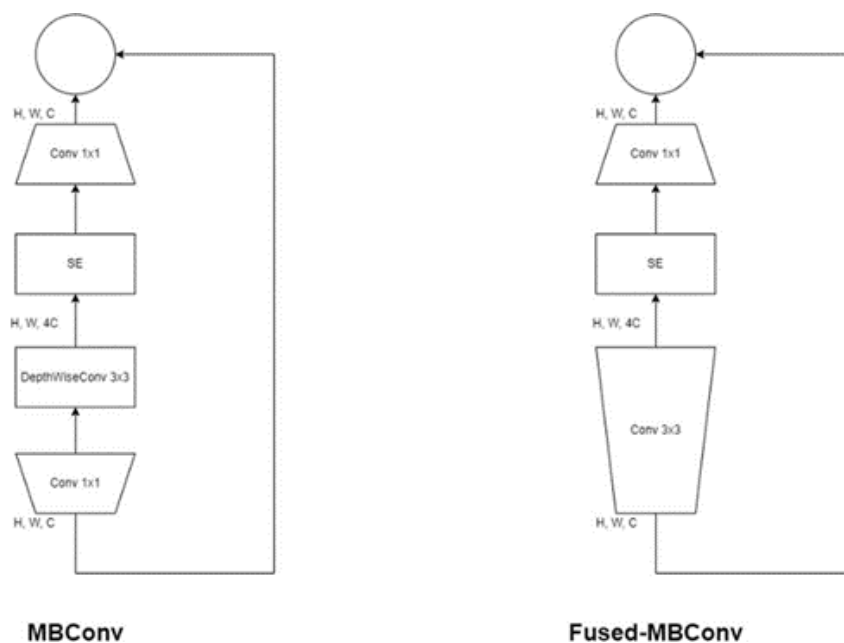 H, W, C
Conv 1x1
SE
H, W, 4C
DepthWiseConv 3x3
Conv 1x1
H, W, C
MBConv
H, W, C
Conv 1x1
SE
H, W, 4C
Conv 3x3
H, W, C
Fused-MBConv